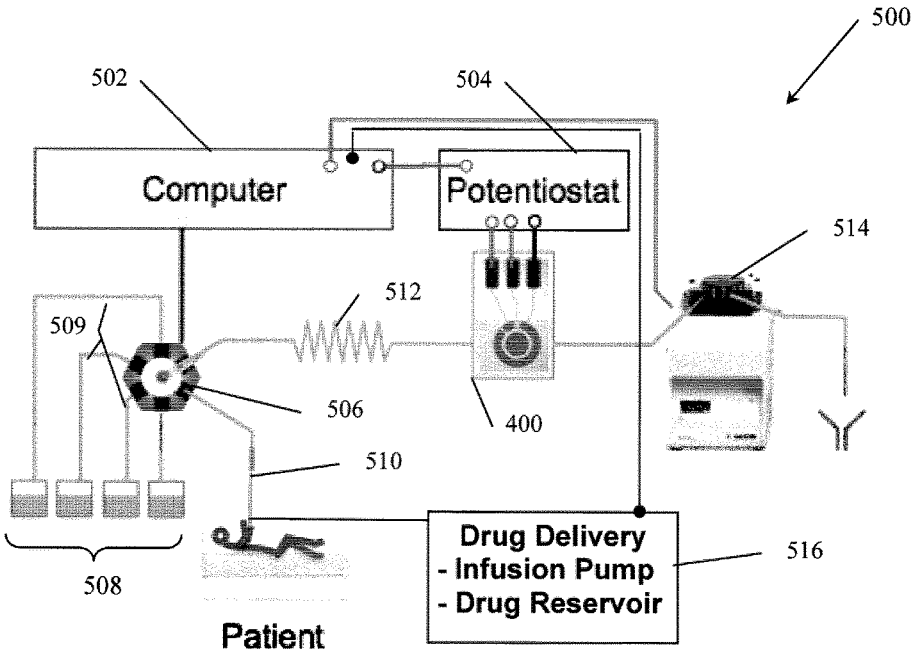 500
502
504
Computer
Potentiostat
514
512
509
506
400
510
Drug Delivery
- Infusion Pump
- Drug Reservoir
516
508
Patient